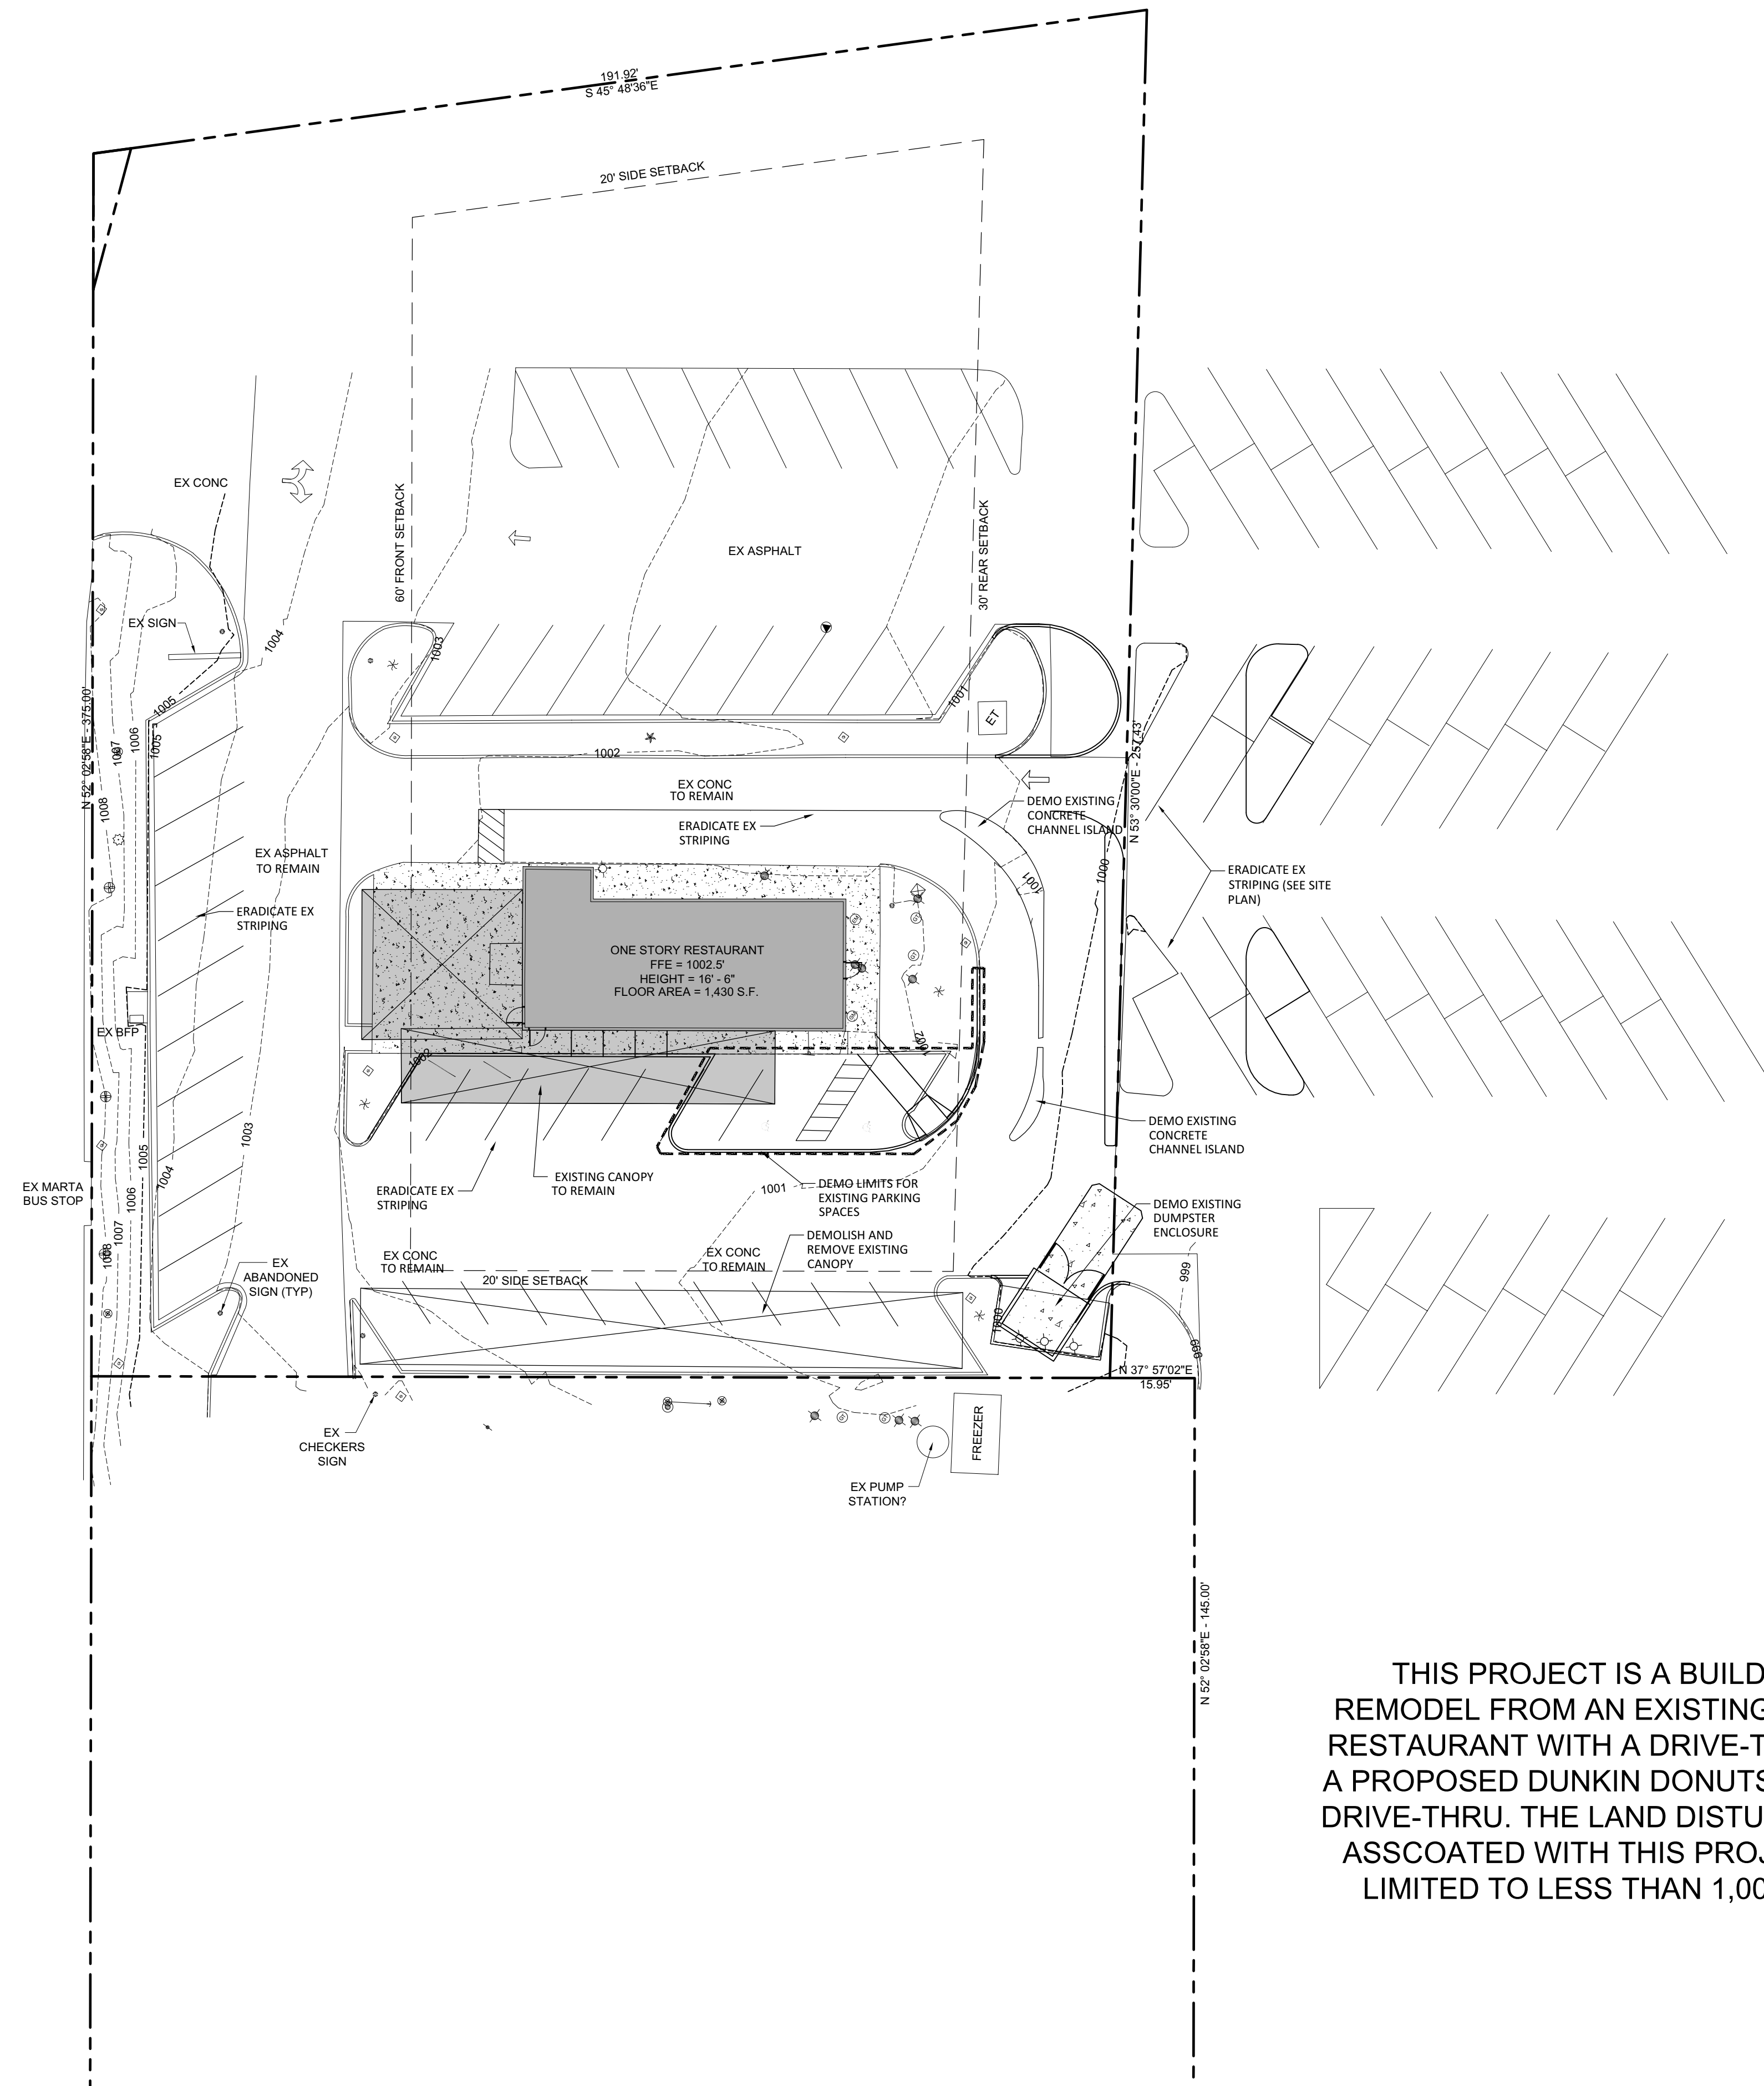 191.92'
S 45° 48'36"E
20' SIDE SETBACK
EX CONC
60' FRONT SETBACK
30' REAR SETBACK
EX ASPHALT
EX SIGN
1004
1003
1005
1005
1006
1007
1008
N 52° 02'58"E - 375.00'
1001
ET
1002
N 53° 30'00"E - 257.43'
EX CONC
TO REMAIN
DEMO EXISTING
CONCRETE
CHANNEL ISLAND
ERADICATE EX
STRIPING
EX ASPHALT
TO REMAIN
1000
1001
ERADICATE EX
STRIPING (SEE SITE
PLAN)
ERADICATE EX
STRIPING
ONE STORY RESTAURANT
FFE = 1002.5'
HEIGHT = 16' - 6"
FLOOR AREA = 1,430 S.F.
EX BFP
1002
1002
1003
1005
1004
DEMO EXISTING
CONCRETE
CHANNEL ISLAND
EX MARTA
BUS STOP
1006
1007
1008
ERADICATE EX
STRIPING
EXISTING CANOPY
TO REMAIN
1001
DEMO LIMITS FOR
EXISTING PARKING
SPACES
DEMO EXISTING
DUMPSTER
ENCLOSURE
DEMOLISH AND
REMOVE EXISTING
CANOPY
EX CONC
TO REMAIN
EX CONC
TO REMAIN
EX
ABANDONED
SIGN (TYP)
20' SIDE SETBACK
999
1000
999
N 37° 57'02"E
15.95'
EX
CHECKERS
SIGN
FREEZER
EX PUMP
STATION?
N 52° 02'58"E - 145.00'
THIS PROJECT IS A BUILD
REMODEL FROM AN EXISTING
RESTAURANT WITH A DRIVE-T
A PROPOSED DUNKIN DONUTS
DRIVE-THRU. THE LAND DISTU
ASSCOATED WITH THIS PROJ
LIMITED TO LESS THAN 1,00